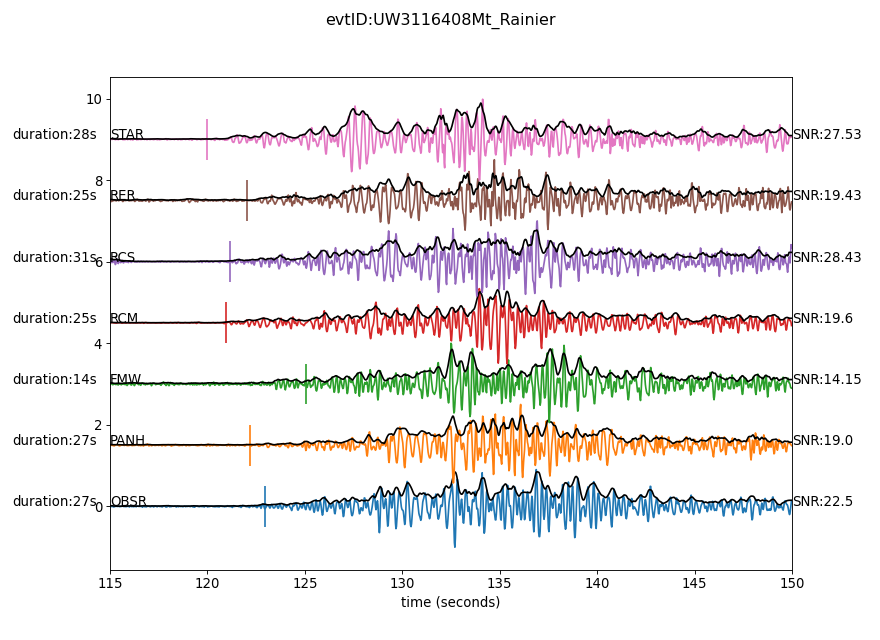 evtID:UW3116408Mt_Rainier
10
duration:28s STAR SNR:27.53
8
duration:25s RER SNR:19.43
duration:31s RCS SNR:28.43
6
duration:25s RCM SNR:19.6
4
duration:14s FMW SNR:14.15
2
duration:27s PANH SNR:19.0
duration:27s OBSR SNR:22.5
0
115 120 125 130 135 140 145 150
time (seconds)